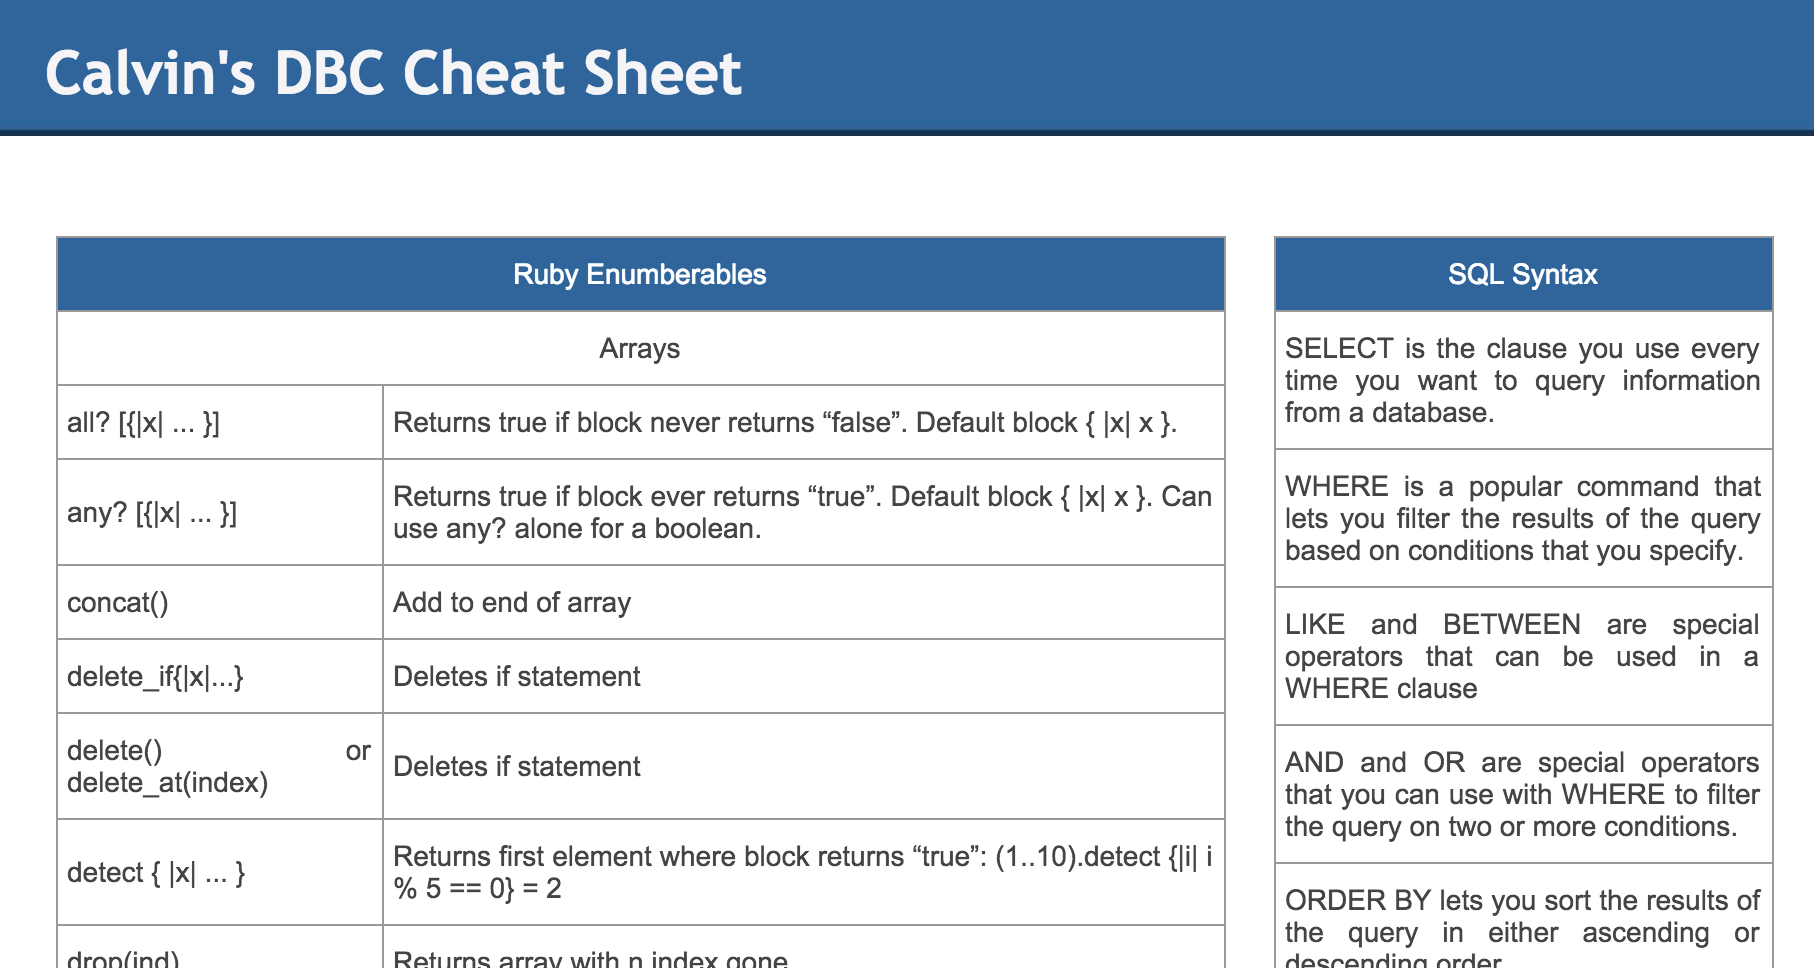 Calvin's DBC Cheat Sheet
Ruby Enumberables
Arrays
all? [{|x| ... }]
Returns true if block never returns “false”. Default block { |x| x }.
any? [{|x| ... }]
Returns true if block ever returns “true”. Default block { |x| x }. Can
use any? alone for a boolean.
concat()
Add to end of array
delete_if{|x|...}
Deletes if statement
delete() or
delete_at(index)
Deletes if statement
detect { |x| ... }
Returns first element where block returns “true”: (1..10).detect {|i| i
% 5 == 0} = 2
drop(ind)
Returns array with n index gone
SQL Syntax
SELECT is the clause you use every
time you want to query information
from a database.
WHERE is a popular command that
lets you filter the results of the query
based on conditions that you specify.
LIKE and BETWEEN are special
operators that can be used in a
WHERE clause
AND and OR are special operators
that you can use with WHERE to filter
the query on two or more conditions.
ORDER BY lets you sort the results of
the query in either ascending or
descending order.